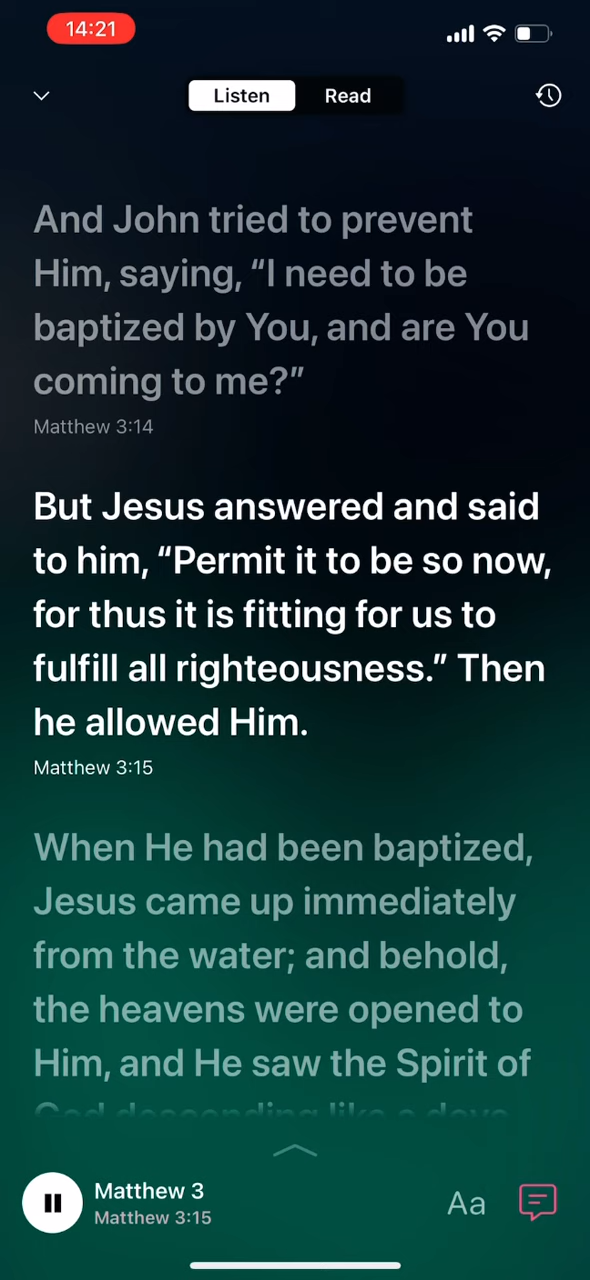 14:21
Listen
Read
And John tried to prevent
Him, saying, “I need to be
baptized by You, and are You
coming to me?”
Matthew 3:14
But Jesus answered and said
to him, “Permit it to be so now,
for thus it is fitting for us to
fulfill all righteousness.” Then
he allowed Him.
Matthew 3:15
When He had been baptized,
Jesus came up immediately
from the water; and behold,
the heavens were opened to
Him, and He saw the Spirit of
God descending like a dove
Matthew 3
Matthew 3:15
Aa